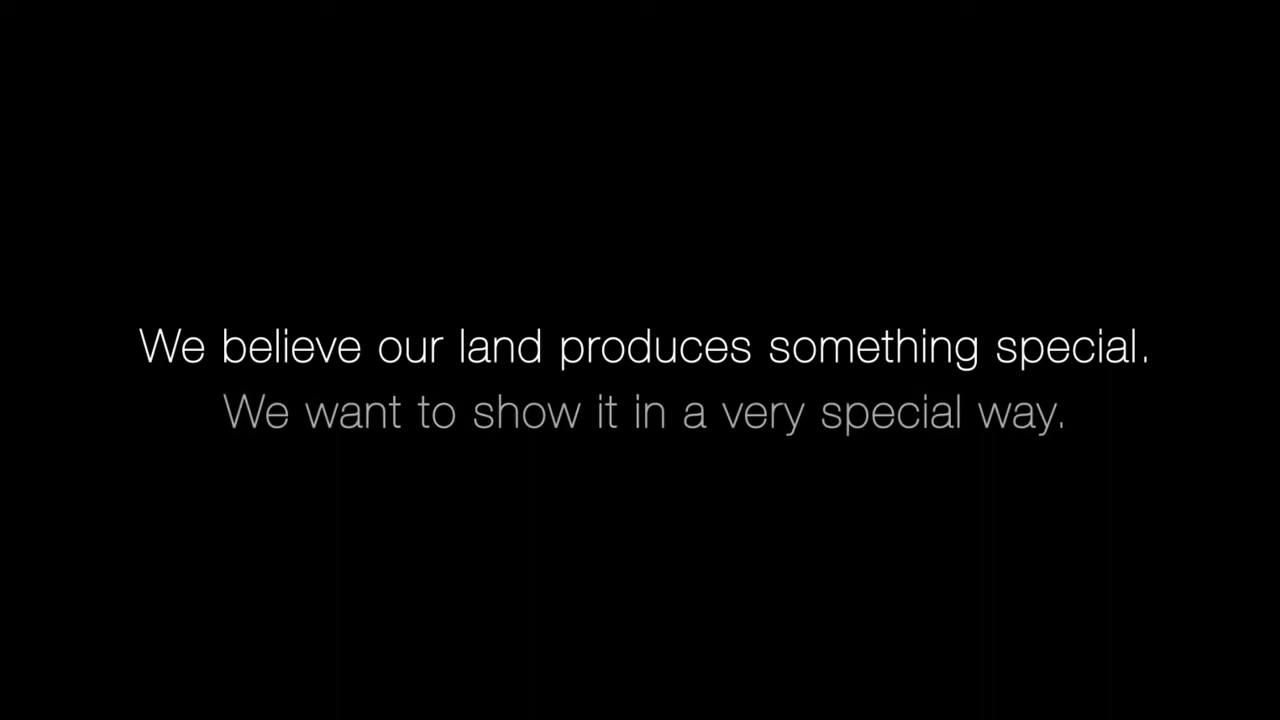 We believe our land produces something special.
We want to show it in a very special way.